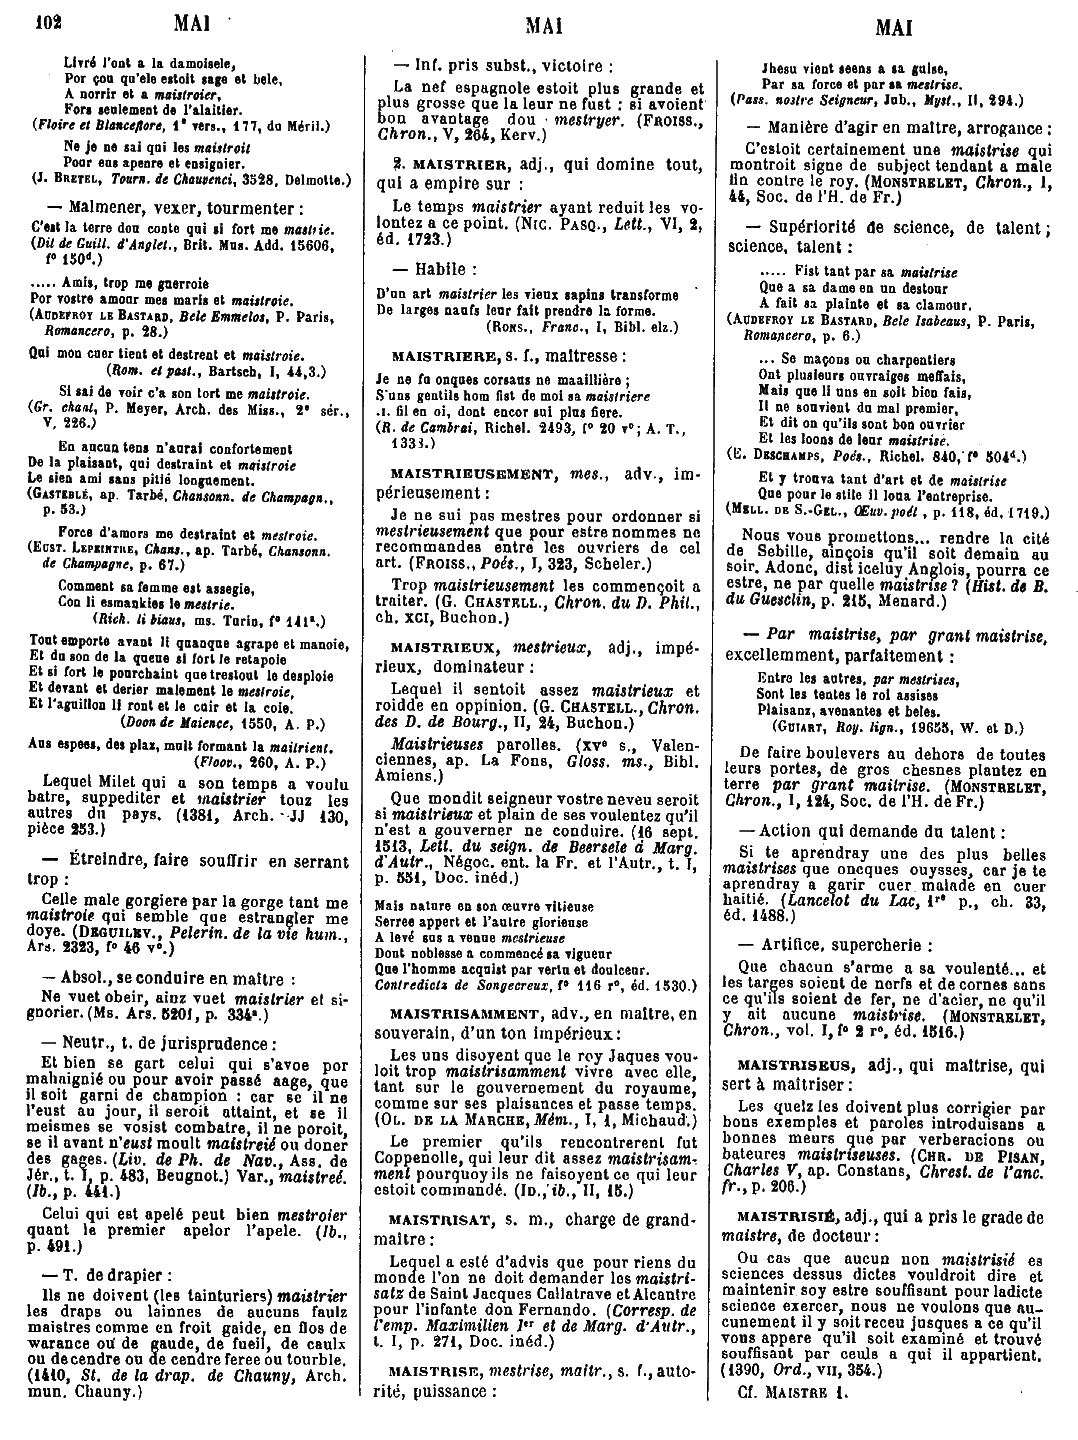 102 MAI MAI MAI
Livré l'ont a la damoisele,
Por çou qu'ele estoit sage et bele,
A norrir et a maistroier,
Fors seulement de l'alaitier.
(Floire et Blanceflore, 1e vers., 177, du Méril.)
Ne je ne sai qui les maistroit
Pour eus apenre et ensignier.
(J. BRETEL, Tourn. de Chauvenci, 3528, Delmotte.)
— Malmener, vexer, tourmenter :
C'est la terre don conte qui si fort me mastrie.
(Dit de Guill. d'Anglet., Brit. Mus. Add. 15606,
fo 150d.)
..... Amis, trop me guerroie
Por vostre amour mes maris et maistroie.
(AUDEFROY LE BASTARD, Bele Emmelos, P. Paris,
Romancero, p. 28.)
Qui mon cuer tient et destrent et maistroie.
(Rom. et past., Bartsch, I, 44,3.)
Si sai de voir c'a son tort me maistroie.
(Gr. chant, P. Meyer, Arch. des Miss., 2e sér.,
V, 226.)
En aucun tens n'aurai confortement
De la plaisant, qui destraint et maistroie
Le sien ami sans pitié longuement.
(GASTEBLÉ, ap. Tarbé, Chansonn. de Champagn.,
p. 53.)
Force d'amors me destraint et mestroie.
(EUST. LEPEINTRE, Chans., ap. Tarbé, Chansonn.
de Champagne, p. 67.)
Comment sa femme est assegie,
Con li esmankies le mestrie.
(Rich. li biaus, ms. Turin, fo 141a.)
Tout emporte avant li quanque agrape et manoie,
Et du son de la queue si fort le retapoie
Et si fort le pourchaint que trestout le desploie
Et devant et derier malement le mestroie,
Et l'aguillon li ront et le cuir et la coie.
(Doon de Maience, 1550, A. P.)
Aus espees, des plaz, mult formant la maitrient.
(Floov., 260, A. P.)
Lequel Milet qui a son temps a voulu
batre, suppediter et maistrier touz les
autres du pays. (1381, Arch. JJ 130,
pièce 253.)
— Étreindre, faire souffrir en serrant
trop :
Celle male gorgiere par la gorge tant me
maistroie qui semble que estrangler me
doye. (DEGUILEV., Pelerin. de la vie hum.,
Ars. 2323, fo 46 vo.)
— Absol., se conduire en maître :
Ne vuet obeir, ainz vuet maistrier et si-
gnorier. (Ms. Ars. 5201, p. 334a.)
— Neutr., t. de jurisprudence :
Et bien se gart celui qui s'avoe por
mahaignié ou pour avoir passé aage, que
il soit garni de champion : car se il ne
l'eust au jour, il seroit attaint, et se il
meismes se vosist combatre, il ne poroit,
se il avant n'eust moult maistreié ou doner
des gages. (Liv. de Ph. de Nav., Ass. de
Jér., t. I, p. 483, Beugnot.) Var., maistreé.
(Ib., p. 441.)
Celui qui est apelé peut bien mestroier
quant le premier apelor l'apele. (Ib.,
p. 491.)
— T. de drapier :
Ils ne doivent (les tainturiers) maistrier
les draps ou lainnes de aucuns faulz
maistres comme en froit gaide, en flos de
warance ou de gaude, de fueil, de caulx
ou de cendre ou de cendre feree ou tourble.
(1410, St. de la drap. de Chauny, Arch.
mun. Chauny.)
— Inf. pris subst., victoire :
La nef espagnole estoit plus grande et
plus grosse que la leur ne fust : si avoient
bon avantage dou mestryer. (FROISS.,
Chron., V, 264, Kerv.)
2. MAISTRIER, adj., qui domine tout,
qui a empire sur :
Le temps maistrier ayant reduit les vo-
lontez a ce point. (NIC. PASQ., Lett., VI, 2,
éd. 1723.)
— Habile :
D'un art maistrier les vieux sapins transforme
De larges naufs leur fait prendre la forme.
(RONS., Franc., I, Bibl. elz.)
MAISTRIERE, s. f., maîtresse :
Je ne fu onques corsaus ne maaillière ;
S'uns gentils hom fist de moi sa maistriere
.I. fil en oi, dont encor sui plus fiere.
(R. de Cambrai, Richel. 2493, fo 20 vo; A. T.,
1333.)
MAISTRIEUSEMENT, mes., adv., im-
périeusement :
Je ne sui pas mestres pour ordonner si
mestrieusement que pour estre nommes ne
recommandes entre les ouvriers de cel
art. (FROISS., Poés., I, 323, Scheler.)
Trop maistrieusement les commençoit a
traiter. (G. CHASTELL., Chron. du D. Phil.,
ch. XCI, Buchon.)
MAISTRIEUX, mestrieux, adj., impé-
rieux, dominateur :
Lequel il sentoit assez maistrieux et
roidde en oppinion. (G. CHASTELL., Chron.
des D. de Bourg., II, 24, Buchon.)
Maistrieuses parolles. (XVe s., Valen-
ciennes, ap. La Fons, Gloss. ms., Bibl.
Amiens.)
Que mondit seigneur vostre neveu seroit
si maistrieux et plain de ses voulentez qu'il
n'est a gouverner ne conduire. (16 sept.
1513, Lett. du seign. de Beersele à Marg.
d'Autr., Négoc. ent. la Fr. et l'Autr., t. I,
p. 551, Doc. inéd.)
Mais nature en son œuvre vitieuse
Serree appert et l'autre glorieuse
A levé sus a venue mestrieuse
Dont noblesse a commencé sa vigueur
Que l'homme acquist par vertu et doulceur.
(Contredictz de Songecreux, fo 116 ro, éd. 1530.)
MAISTRISAMMENT, adv., en maître, en
souverain, d'un ton impérieux :
Les uns disoyent que le roy Jaques vou-
loit trop maistrisamment vivre avec elle,
tant sur le gouvernement du royaume,
comme sur ses plaisances et passe temps.
(OL. DE LA MARCHE, Mém., I, 1, Michaud.)
Le premier qu'ils rencontrerent fut
Coppenolle, qui leur dit assez maistrisam-
ment pourquoy ils ne faisoyent ce qui leur
estoit commandé. (ID., ib., II, 15.)
MAISTRISAT, s. m., charge de grand-
maître :
Lequel a esté d'advis que pour riens du
monde l'on ne doit demander les maistri-
satz de Saint Jacques Callatrave et Alcantre
pour l'infante don Fernando. (Corresp. de
l'emp. Maximilien Ier et de Marg. d'Autr.,
t. I, p. 271, Doc. inéd.)
MAISTRISE, mestrise, maitr., s. f., auto-
rité, puissance :
Jhesu vient seens a sa guise,
Par sa force et par sa mestrise.
(Pass. nostre Seigneur, Jub., Myst., II, 294.)
— Manière d'agir en maître, arrogance :
C'estoit certainement une maistrise qui
montroit signe de subject tendant a male
fin contre le roy. (MONSTRELET, Chron., I,
44, Soc. de l'H. de Fr.)
— Supériorité de science, de talent ;
science, talent :
..... Fist tant par sa maistrise
Que a sa dame en un destour
A fait sa plainte et sa clamour.
(AUDEFROY LE BASTARD, Bele Isabeaus, P. Paris,
Romancero, p. 6.)
... Se maçons ou charpentiers
Ont plusieurs ouvraiges meffais,
Mais que li uns en soit bien fais,
Il ne souvient du mal premier,
Et dit on qu'ils sont bon ouvrier
Et les loons de leur maistrise.
(E. DESCHAMPS, Poés., Richel. 840, fo 504d.)
Et y trouva tant d'art et de maistrise
Que pour le stile il loua l'entreprise.
(MELL. DE S.-GEL., Œuv. poét , p. 118, éd. 1719.)
Nous vous promettons... rendre la cité
de Sebille, ainçois qu'il soit demain au
soir. Adonc, dist iceluy Anglois, pourra ce
estre, ne par quelle maistrise ? (Hist. de B.
du Guesclin, p. 215, Menard.)
— Par maistrise, par grant maistrise,
excellemment, parfaitement :
Entre les autres, par mestrises,
Sont les tentes le roi assises
Plaisanz, avenantes et beles.
(GUIART, Roy. lign., 19655, W. et D.)
De faire boulevers au dehors de toutes
leurs portes, de gros chesnes plantez en
terre par grant maitrise. (MONSTRELET,
Chron., I, 124, Soc. de l'H. de Fr.)
— Action qui demande du talent :
Si te aprendray une des plus belles
maistrises que oncques ouysses, car je te
aprendray a garir cuer malade en cuer
haitié. (Lancelot du Lac, 1re p., ch. 33,
éd. 1488.)
— Artifice, supercherie :
Que chacun s'arme a sa voulenté... et
les targes soient de nerfs et de cornes sans
ce qu'ils soient de fer, ne d'acier, ne qu'il
y ait aucune maistrise. (MONSTRELET,
Chron., vol. I, fo 2 ro, éd. 1516.)
MAISTRISEUS, adj., qui maîtrise, qui
sert à maîtriser :
Les quelz les doivent plus corrigier par
bons exemples et paroles introduisans a
bonnes meurs que par verberacions ou
bateures maistriseuses. (CHR. DE PISAN,
Charles V, ap. Constans, Chrest. de l'anc.
fr., p. 206.)
MAISTRISIÉ, adj., qui a pris le grade de
maistre, de docteur :
Ou cas que aucun non maistrisié es
sciences dessus dictes vouldroit dire et
maintenir soy estre souffisant pour ladicte
science exercer, nous ne voulons que au-
cunement il y soit receu jusques a ce qu'il
vous appere qu'il soit examiné et trouvé
souffisant par ceuls a qui il appartient.
(1390, Ord., VII, 354.)
Cf. MAISTRE 1.